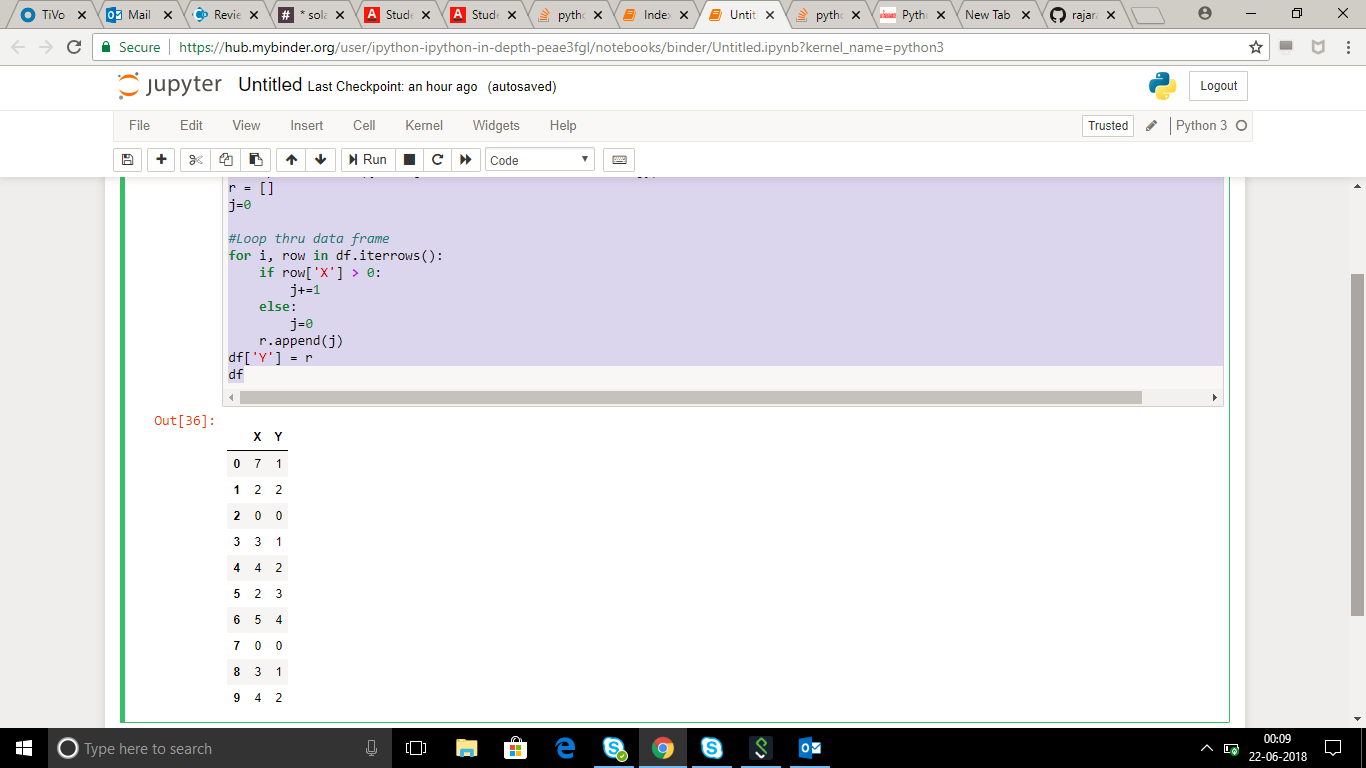 TiVo
Mail
Revie
* sola
Stude
Stude
pytho
Index
Untit
pytho
Pytho
New Tab
rajara
Secure
https://hub.mybinder.org/user/ipython-ipython-in-depth-peae3fgl/notebooks/binder/Untitled.ipynb?kernel_name=python3
jupyter Untitled Last Checkpoint: an hour ago (autosaved)
Logout
File Edit View Insert Cell Kernel Widgets Help
Trusted
Python 3
Run
Code
r = []
j=0
#Loop thru data frame
for i, row in df.iterrows():
    if row['X'] > 0:
        j+=1
    else:
        j=0
    r.append(j)
df['Y'] = r
df
Out[36]:
X Y
0 7 1
1 2 2
2 0 0
3 3 1
4 4 2
5 2 3
6 5 4
7 0 0
8 3 1
9 4 2
Type here to search
00:09
22-06-2018